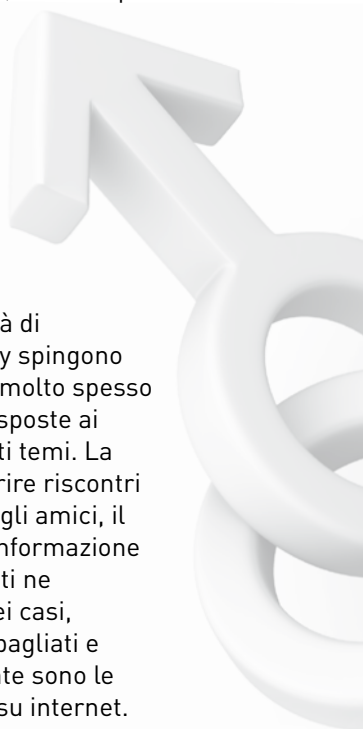 à di
y spingono
molto spesso
sposte ai
ti temi. La
rire riscontri
gli amici, il
nformazione
ti ne
ei casi,
bagliati e
te sono le
su internet.